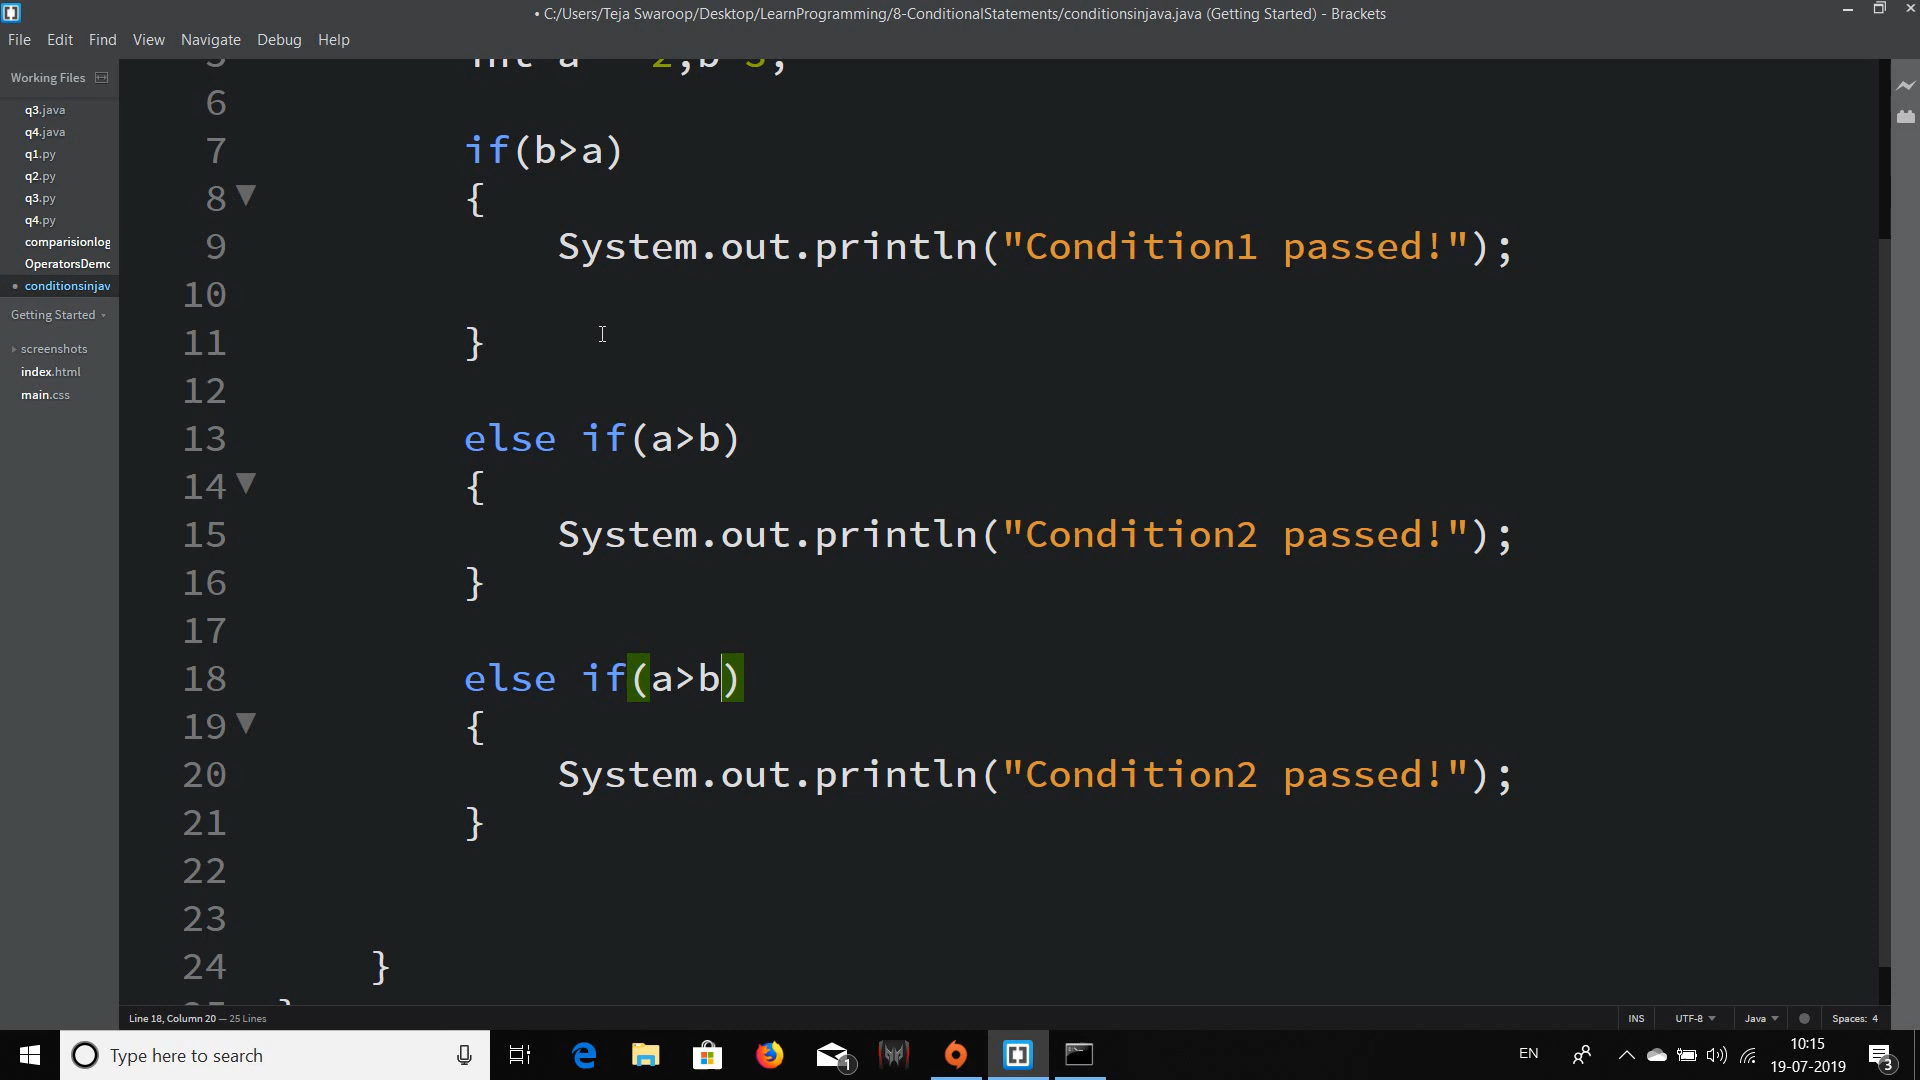 • C:/Users/Teja Swaroop/Desktop/LearnProgramming/8-ConditionalStatements/conditionsinjava.java (Getting Started) - Brackets
File Edit Find View Navigate Debug Help
Working Files
q3.java
q4.java
q1.py
q2.py
q3.py
q4.py
comparisionlog
OperatorsDemo
• conditionsinjav
Getting Started
screenshots
index.html
main.css
6
7 if(b>a)
8 {
9 System.out.println("Condition1 passed!");
10
11 }
12
13 else if(a>b)
14 {
15 System.out.println("Condition2 passed!");
16 }
17
18 else if(a>b)
19 {
20 System.out.println("Condition2 passed!");
21 }
22
23
24 }
Line 18, Column 20 — 25 Lines
INS UTF-8 Java Spaces: 4
Type here to search
1
EN
10:15
19-07-2019
3